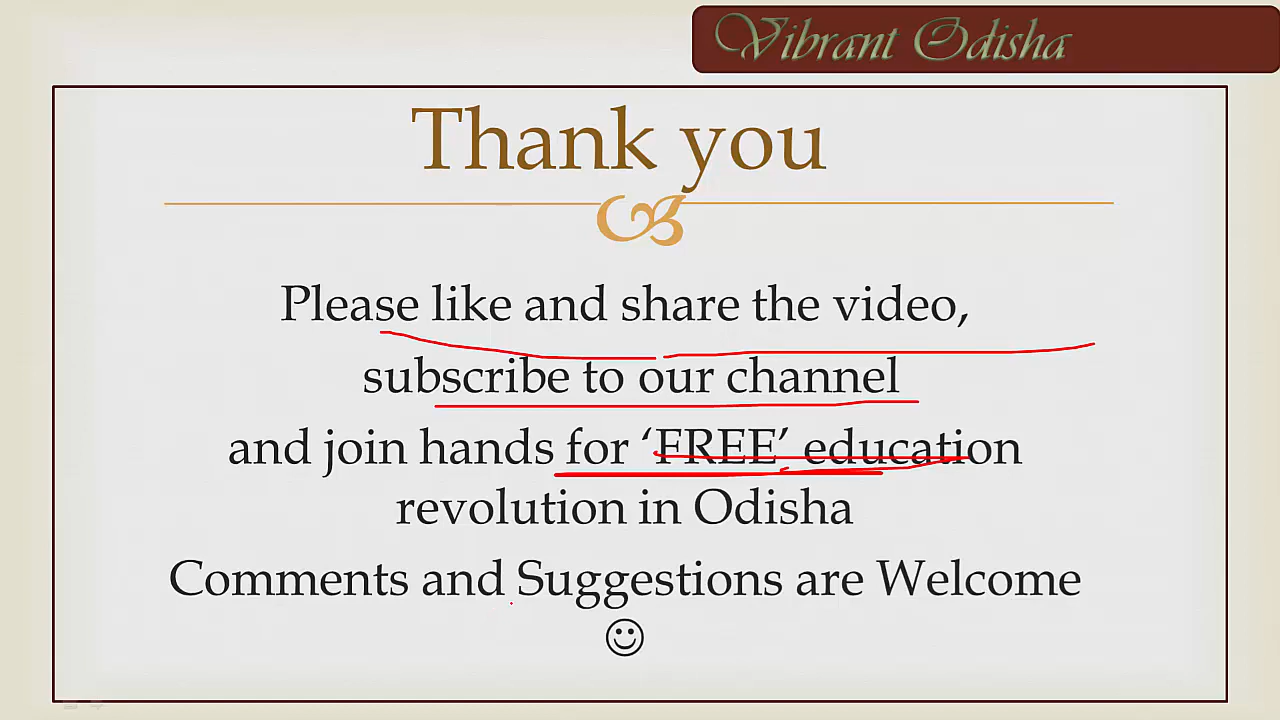 Vibrant Odisha
Thank you
Please like and share the video,
subscribe to our channel
and join hands for ‘FREE’ education
revolution in Odisha
Comments and Suggestions are Welcome
☺